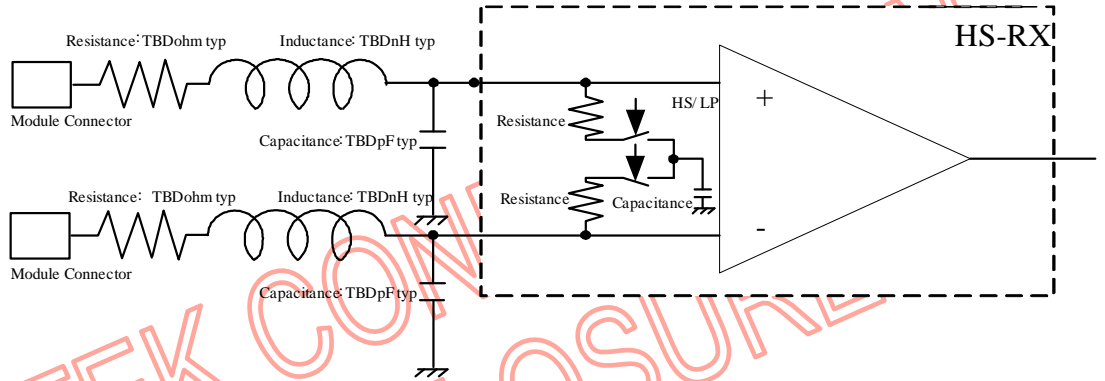 HS-RX
Resistance: TBDohm typ
Inductance: TBDnH typ
Module Connector
Capacitance: TBDpF typ
HS/LP
+
Resistance
Resistance
Capacitance
-
Resistance: TBDohm typ
Inductance: TBDnH typ
Module Connector
Capacitance: TBDpF typ